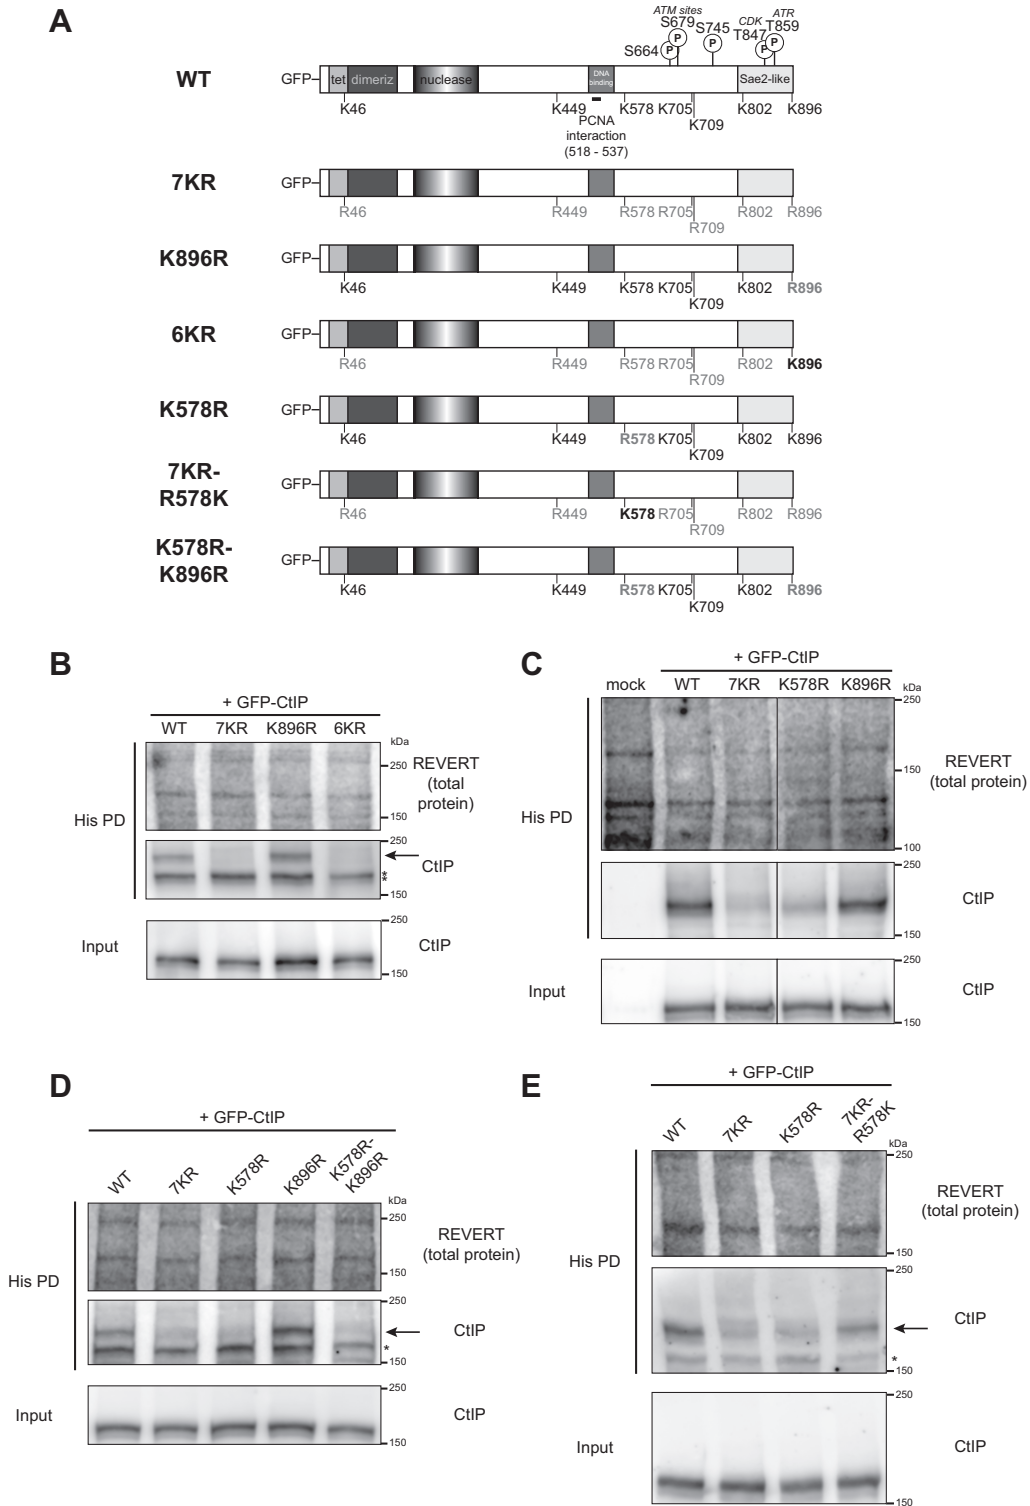 A
ATM sites
ATR
S679
S745
CDK
T859
S664
T847
P
P
P
P
P
WT
GFP
tet
dimeriz
nuclease
DNA
binding
Sae2-like
K46
K449
K578
K705
K802
K896
K709
PCNA
interaction
(518 - 537)
7KR
GFP
R46
R449
R578
R705
R802
R896
R709
K896R
GFP
K46
K449
K578
K705
K802
R896
K709
6KR
GFP
R46
R449
R578
R705
R802
K896
R709
K578R
GFP
K46
K449
R578
K705
K802
K896
K709
7KR-
R578K
GFP
R46
R449
K578
R705
R802
R896
R709
K578R-
K896R
GFP
K46
K449
R578
K705
K802
R896
K709
B
+ GFP-CtIP
WT 7KR K896R 6KR
kDa
250
150
REVERT
(total
protein)
His PD
250
CtIP
*
*
150
Input
250
CtIP
150
C
+ GFP-CtIP
mock WT 7KR K578R K896R
kDa
250
150
100
REVERT
(total protein)
His PD
250
CtIP
150
Input
250
CtIP
150
D
+ GFP-CtIP
WT
7KR
K578R
K896R
K578R-
K896R
kDa
250
150
REVERT
(total protein)
His PD
250
CtIP
*
150
Input
250
CtIP
150
E
+ GFP-CtIP
WT
7KR
K578R
7KR-
R578K
kDa
250
REVERT
(total protein)
150
His PD
250
CtIP
*
150
Input
250
CtIP
150